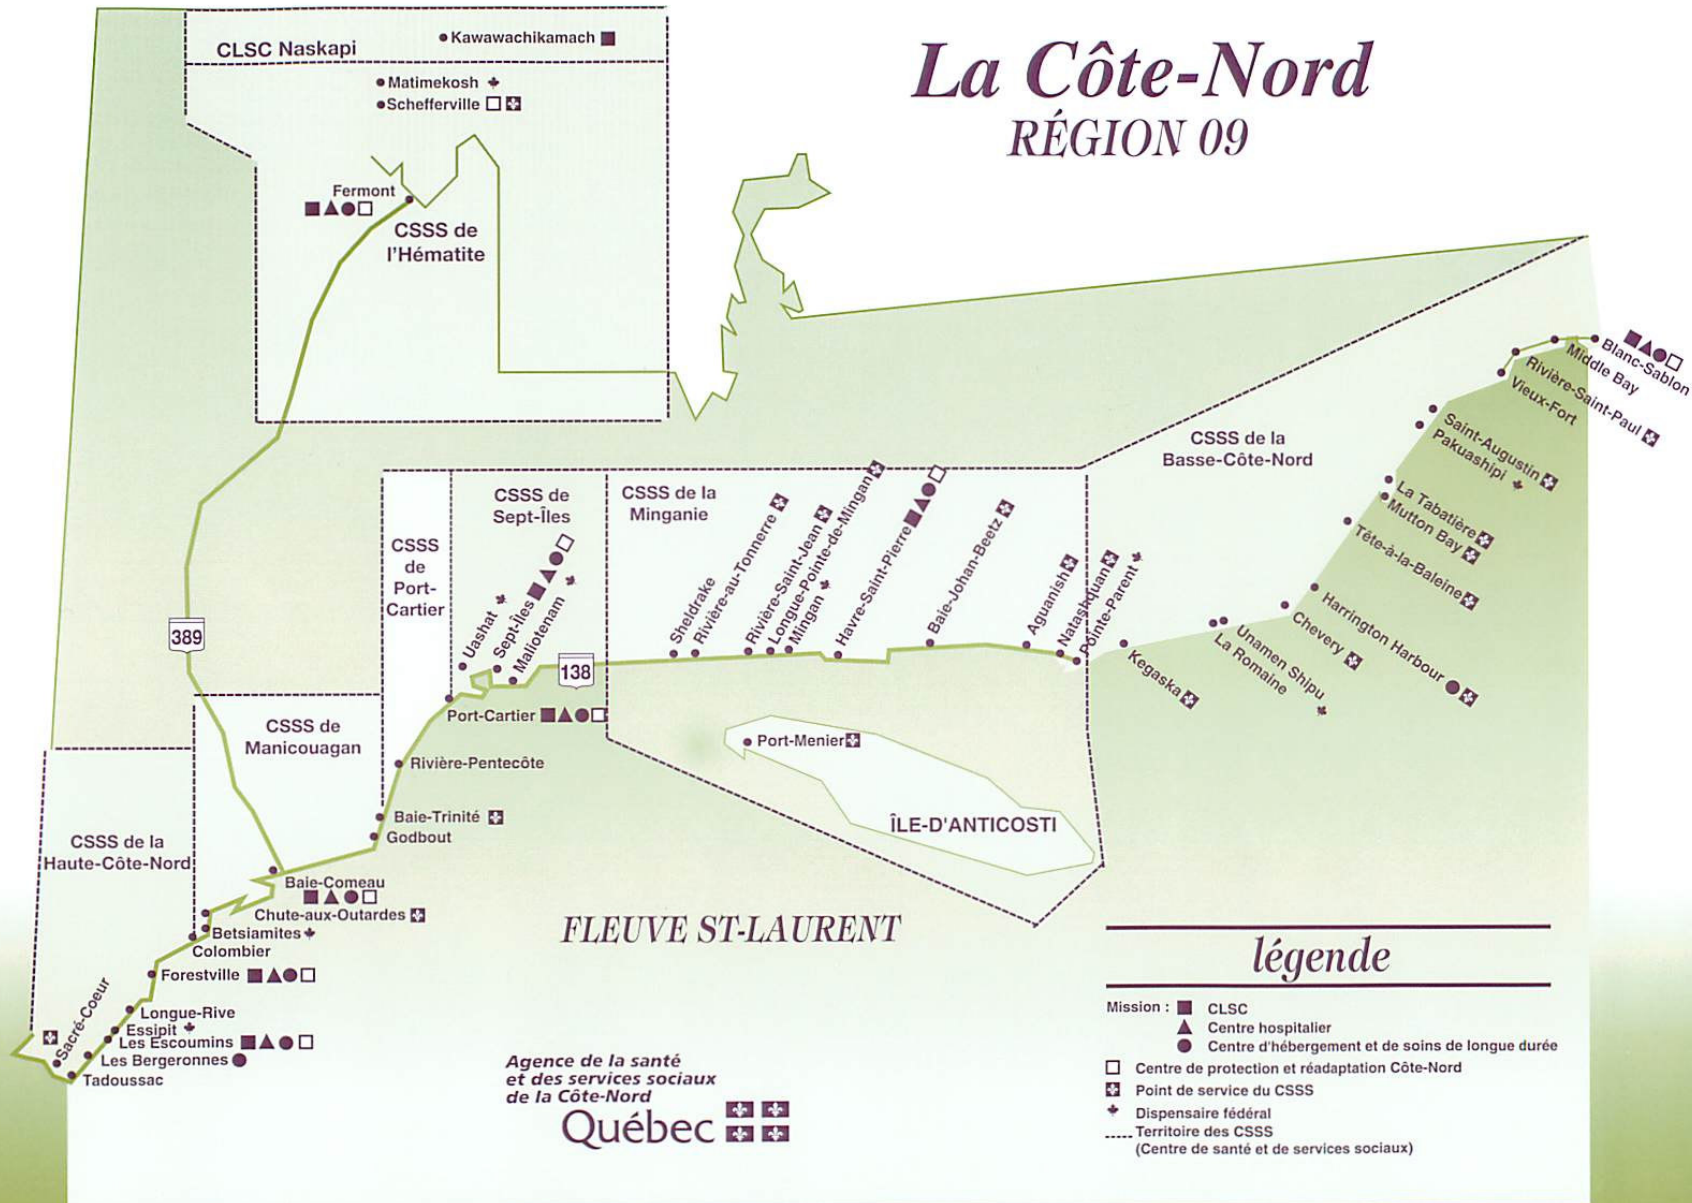 La Côte-Nord
RÉGION 09
CLSC Naskapi
Kawawachikamach
Matimekosh
Schefferville
Fermont
CSSS de
l'Hématite
389
CSSS
de
Port-
Cartier
CSSS de
Sept-Îles
Uashat
Sept-Îles
Maliotenam
138
Port-Cartier
CSSS de la
Minganie
Sheldrake
Rivière-au-Tonnerre
Rivière-Saint-Jean
Longue-Pointe-de-Mingan
Mingan
Havre-Saint-Pierre
Baie-Johan-Beetz
Aguanish
Natashquan
Pointe-Parent
CSSS de la
Basse-Côte-Nord
Blanc-Sablon
Middle Bay
Rivière-Saint-Paul
Vieux-Fort
Saint-Augustin
Pakuashipi
La Tabatière
Mutton Bay
Tête-à-la-Baleine
Harrington Harbour
Chevery
Unamen Shipu
La Romaine
Kegaska
Port-Menier
ÎLE-D'ANTICOSTI
CSSS de
Manicouagan
Rivière-Pentecôte
Baie-Trinité
Godbout
CSSS de la
Haute-Côte-Nord
Baie-Comeau
Chute-aux-Outardes
Betsiamites
Colombier
Forestville
Longue-Rive
Essipit
Les Escoumins
Les Bergeronnes
Tadoussac
Sacré-Coeur
FLEUVE ST-LAURENT
Agence de la santé
et des services sociaux
de la Côte-Nord
Québec
légende
Mission : CLSC
Centre hospitalier
Centre d'hébergement et de soins de longue durée
Centre de protection et réadaptation Côte-Nord
Point de service du CSSS
Dispensaire fédéral
Territoire des CSSS
(Centre de santé et de services sociaux)